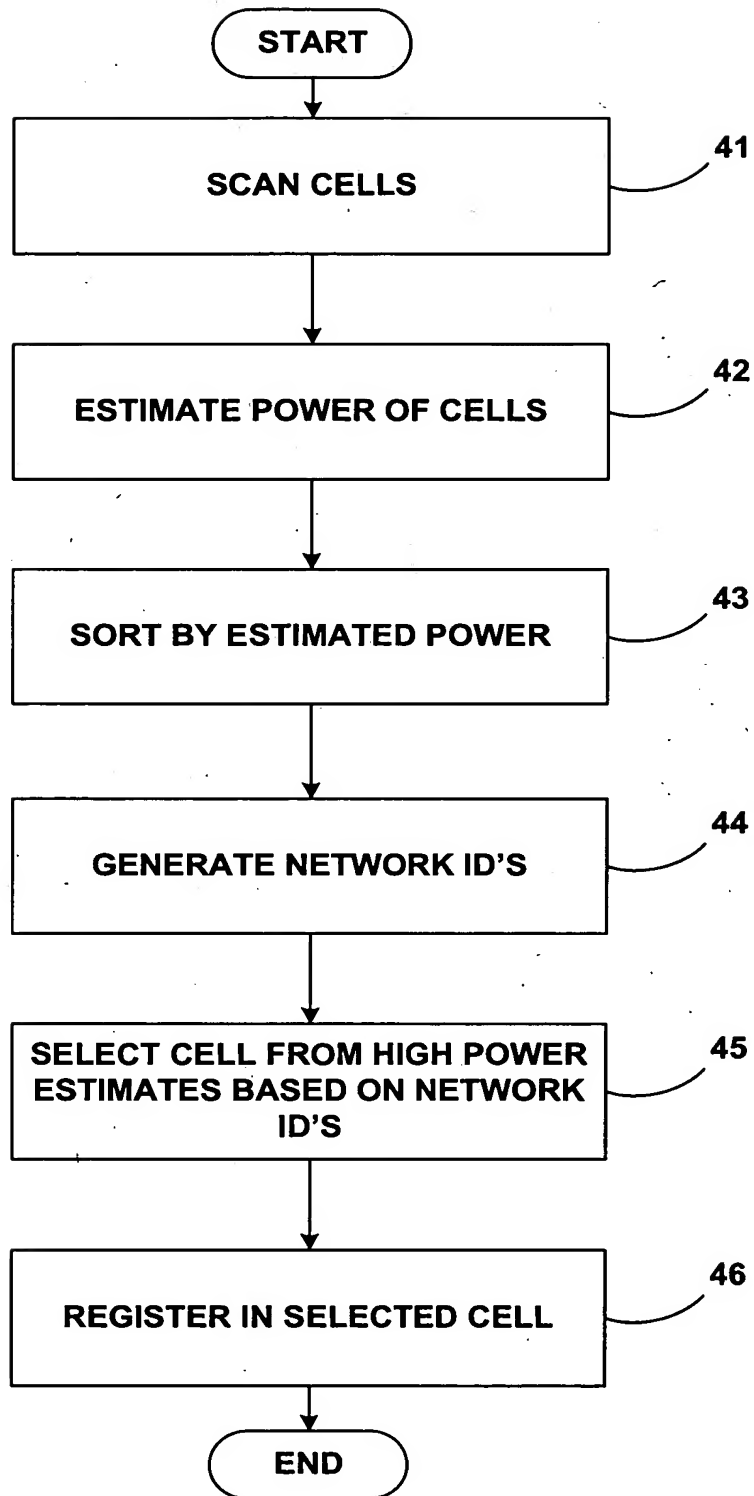 START
SCAN CELLS
41
ESTIMATE POWER OF CELLS
42
SORT BY ESTIMATED POWER
43
GENERATE NETWORK ID'S
44
SELECT CELL FROM HIGH POWER
ESTIMATES BASED ON NETWORK
ID'S
45
REGISTER IN SELECTED CELL
46
END